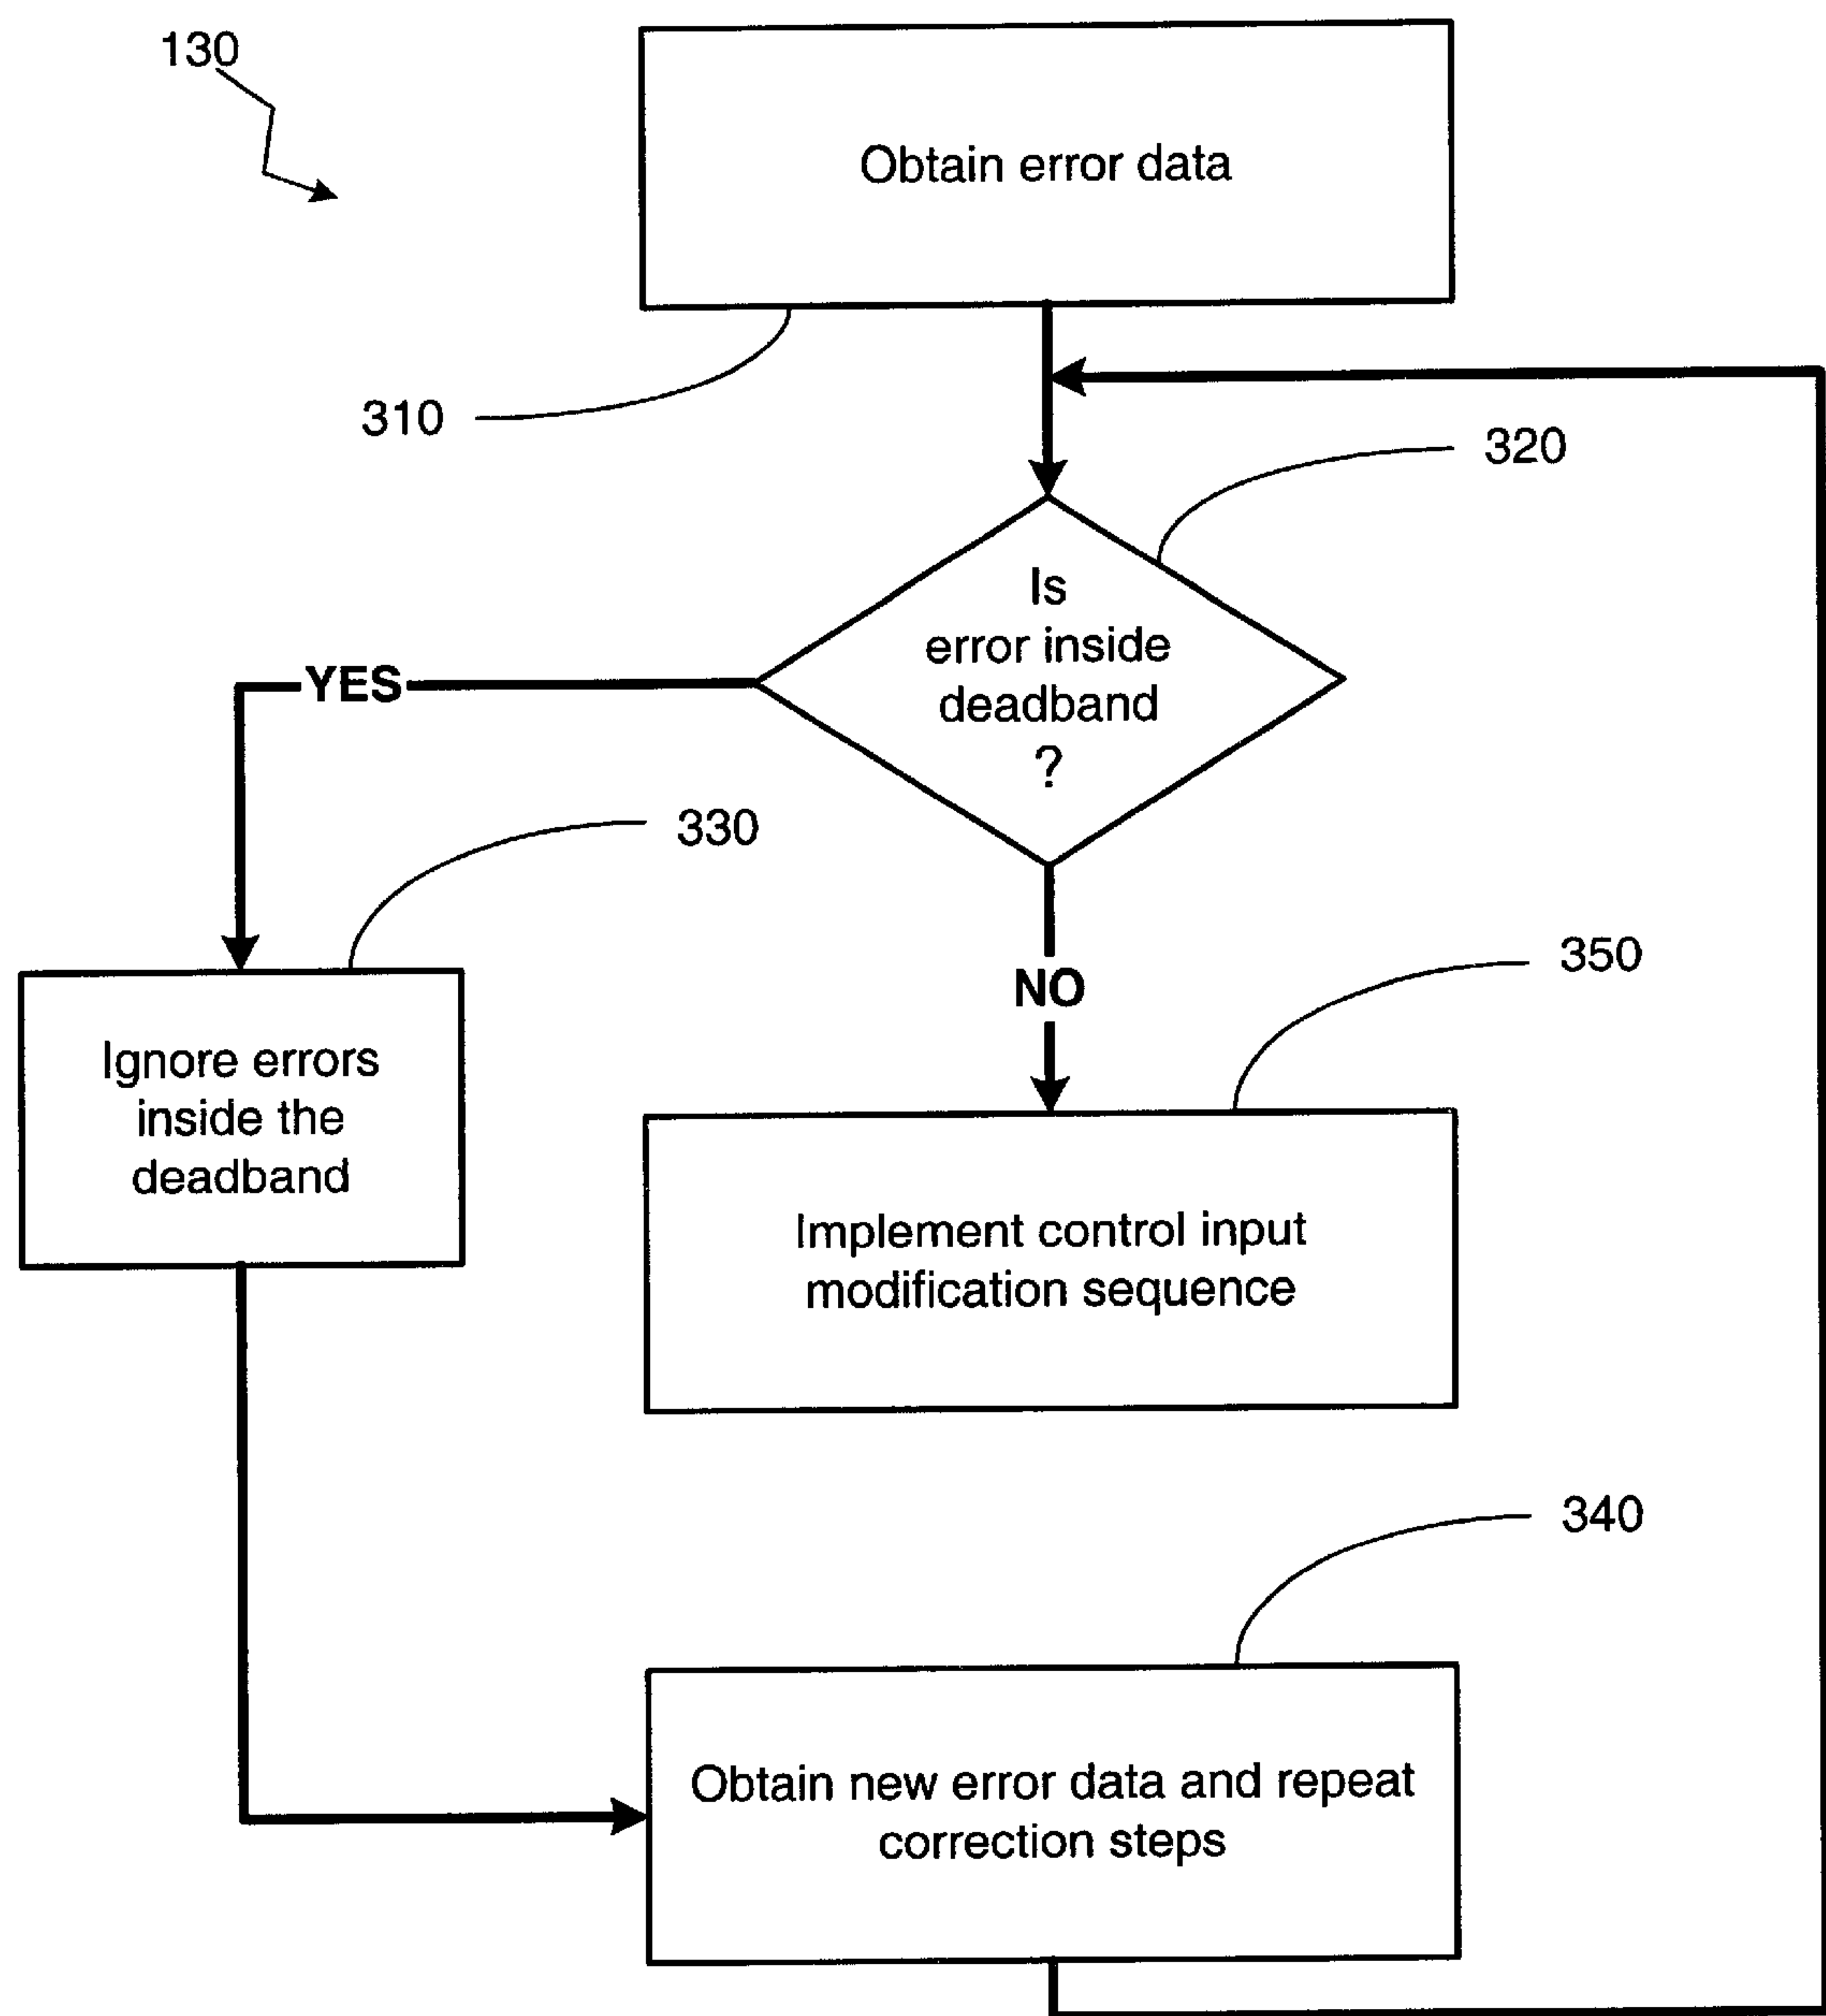 130
Obtain error data
310
320
Is
error inside
deadband
?
YES
330
NO
350
Ignore errors
inside the
deadband
Implement control input
modification sequence
340
Obtain new error data and repeat
correction steps